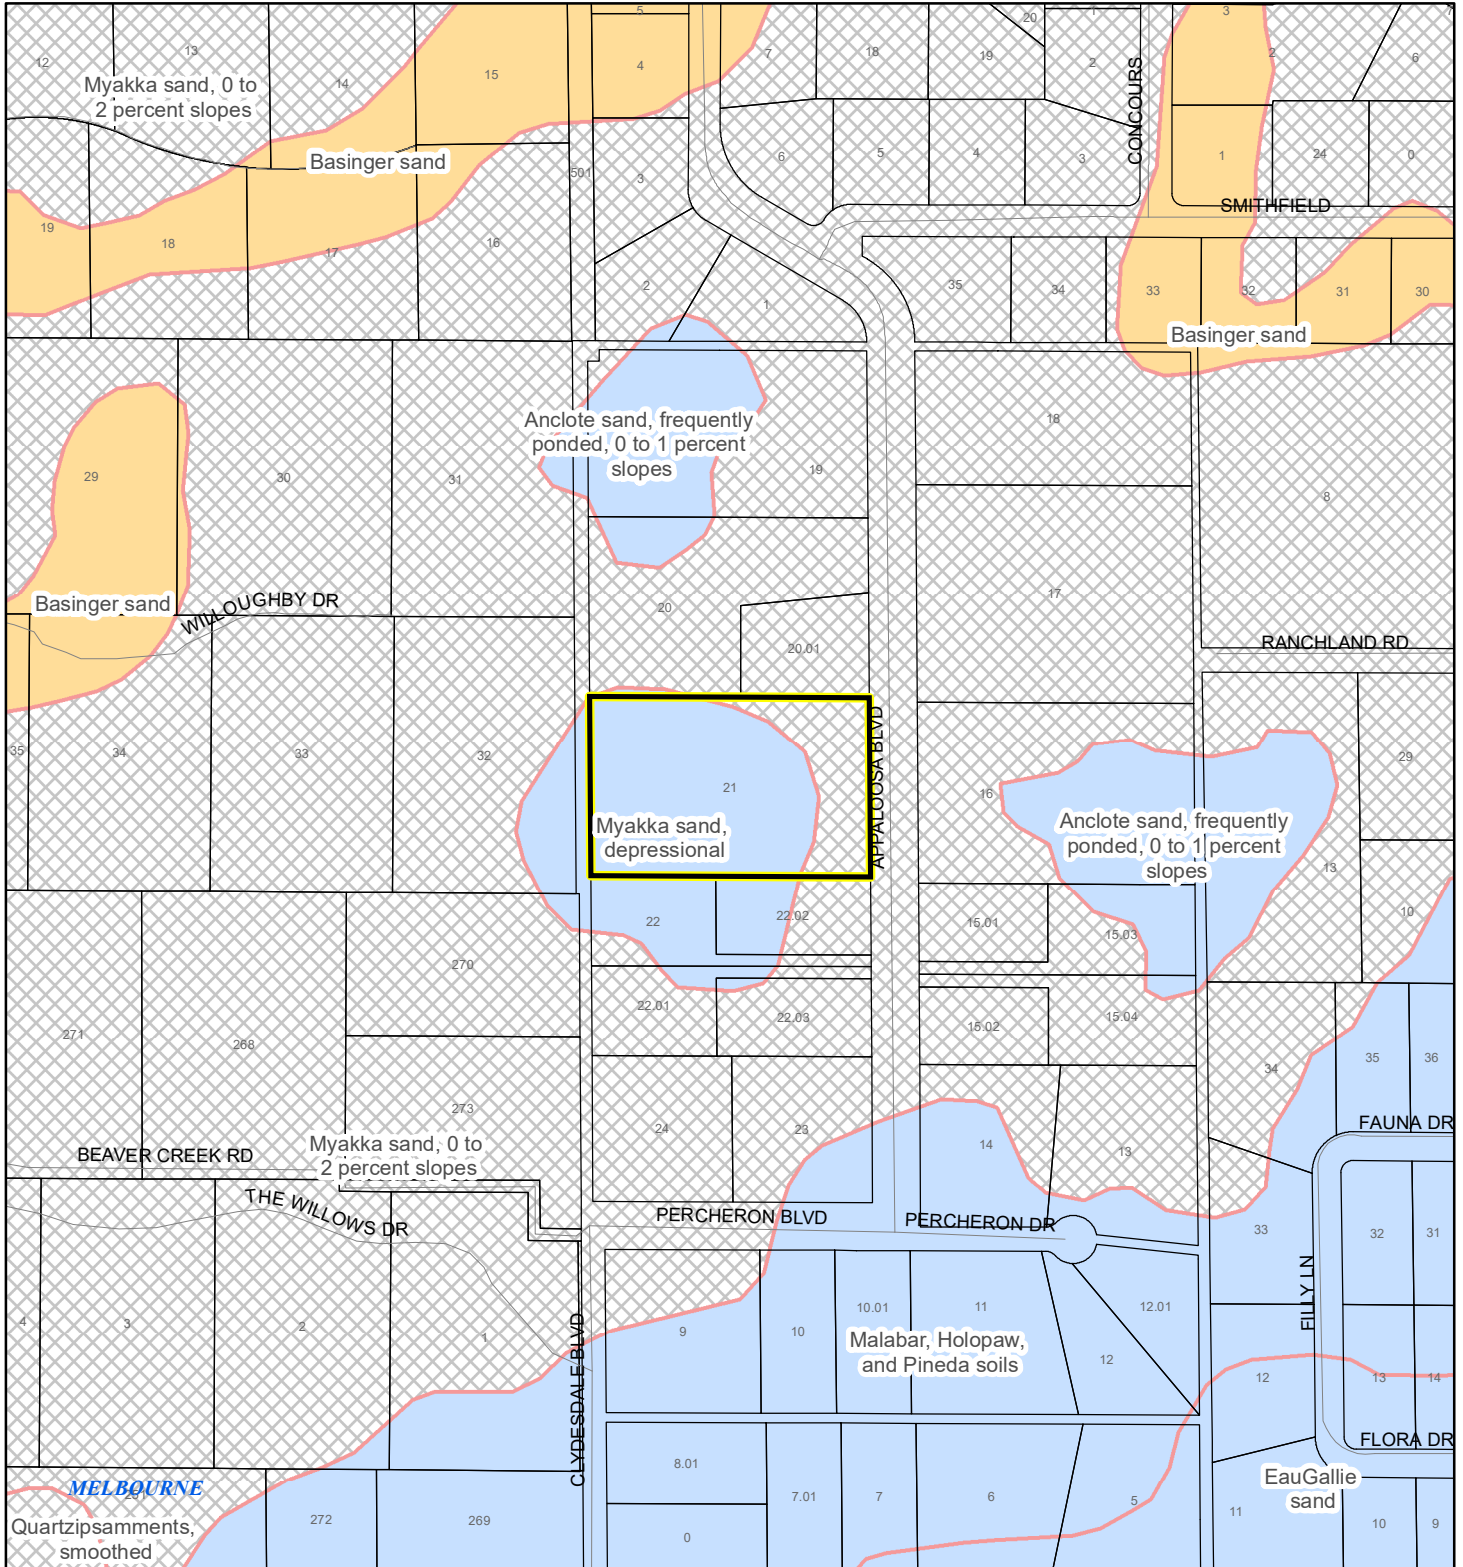 5
3
20
1
2
13
12
14
15
4
7
18
19
2
6
Myakka sand, 0 to
2 percent slopes
CONCOURS
Basinger sand
501
3
6
5
4
3
1
24
0
SMITHFIELD
19
18
17
16
2
1
35
34
33
32
31
30
Basinger sand
29
30
31
Anclote sand, frequently
ponded, 0 to 1 percent
slopes
19
18
8
Basinger sand
WILLOUGHBY DR
20
20.01
17
RANCHLAND RD
35
34
33
32
21
APPALOOSA BLVD
16
29
Myakka sand,
depressional
Anclote sand, frequently
ponded, 0 to 1 percent
slopes
13
10
22
22.02
15.01
15.03
270
271
268
22.01
22.03
15.02
15.04
34
35
36
273
24
23
14
13
FAUNA DR
BEAVER CREEK RD
Myakka sand, 0 to
2 percent slopes
THE WILLOWS DR
PERCHERON BLVD
PERCHERON DR
33
32
31
FILLY LN
4
3
2
1
CLYDESDALE BLVD
9
10
10.01
11
12.01
Malabar, Holopaw,
and Pineda soils
12
12
13
14
FLORA DR
MELBOURNE
8.01
7.01
7
6
5
EauGallie
sand
11
10
9
Quartzipsamments,
smoothed
272
269
0